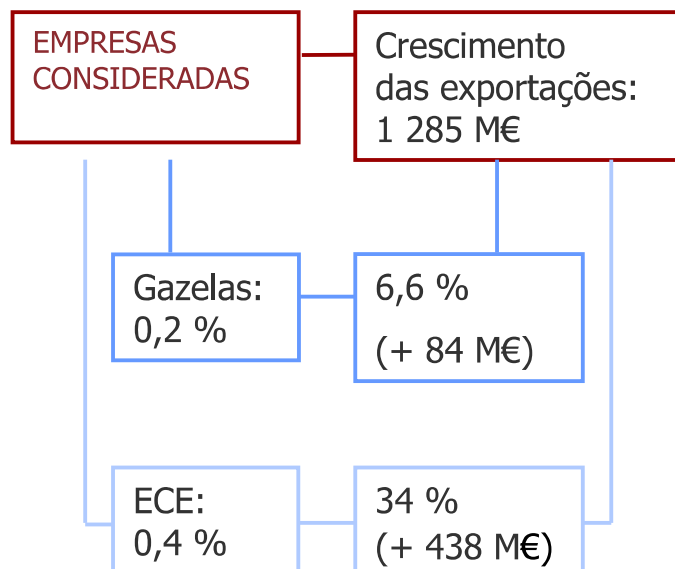 EMPRESAS
CONSIDERADAS
Crescimento
das exportações:
1 285 M€
Gazelas:
0,2 %
6,6 %
(+ 84 M€)
ECE:
0,4 %
34 %
(+ 438 M€)